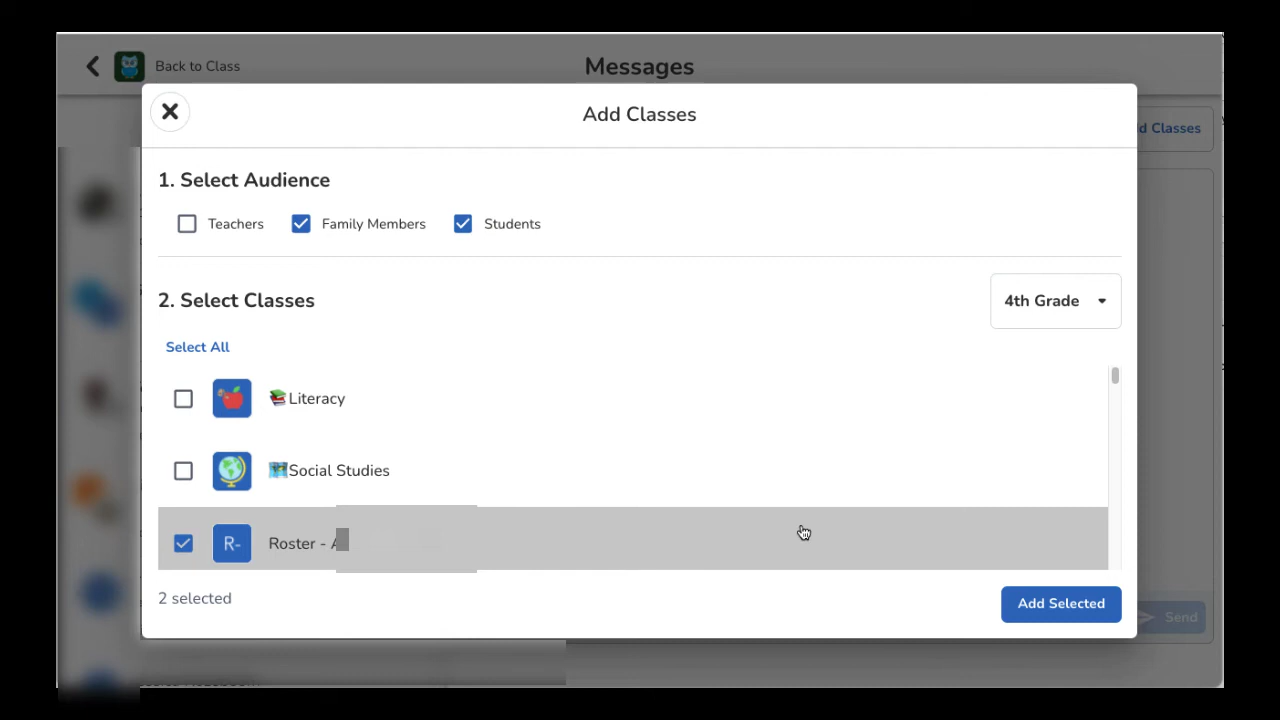 Back to Class
Messages
Add Classes
d Classes
1. Select Audience
Teachers
Family Members
Students
2. Select Classes
4th Grade
Select All
📚Literacy
🗺️Social Studies
R-
Roster - A
2 selected
Add Selected
Send